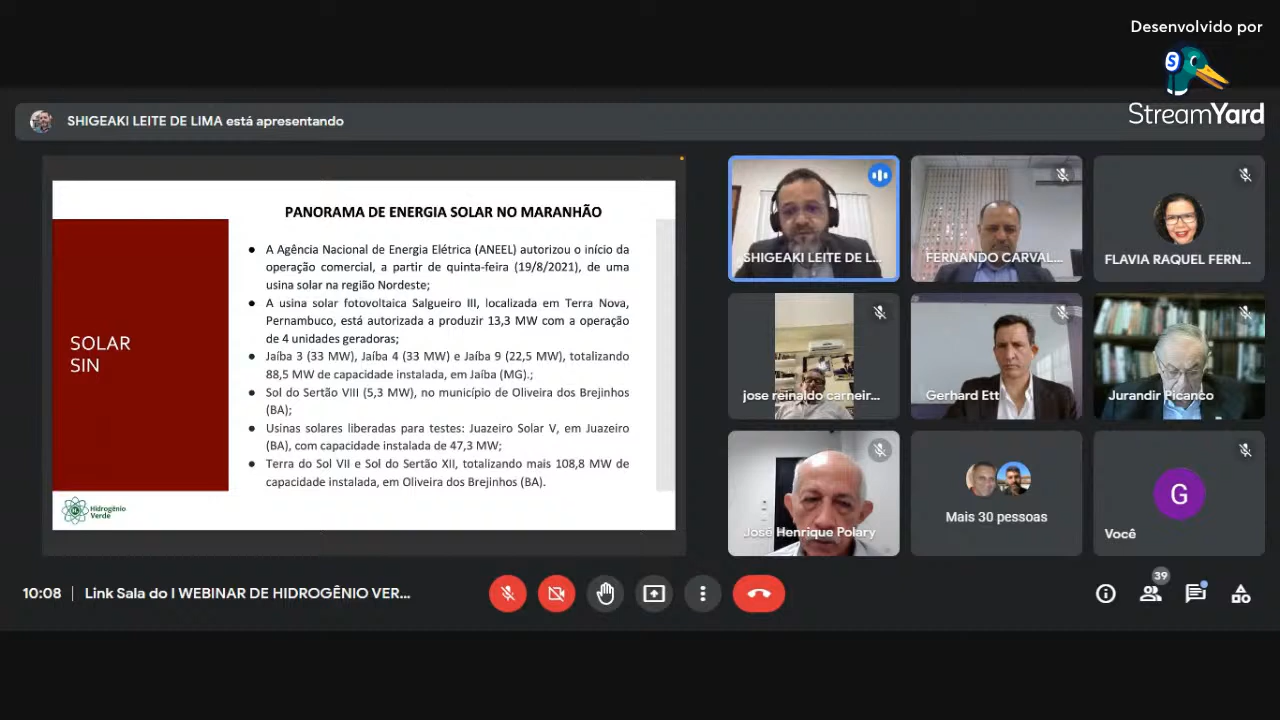 Desenvolvido por
StreamYard
SHIGEAKI LEITE DE LIMA está apresentando
PANORAMA DE ENERGIA SOLAR NO MARANHÃO
SOLAR
SIN
● A Agência Nacional de Energia Elétrica (ANEEL) autorizou o início da
operação comercial, a partir de quinta-feira (19/8/2021), de uma
usina solar na região Nordeste;
● A usina solar fotovoltaica Salgueiro III, localizada em Terra Nova,
Pernambuco, está autorizada a produzir 13,3 MW com a operação
de 4 unidades geradoras;
● Jaíba 3 (33 MW), Jaíba 4 (33 MW) e Jaíba 9 (22,5 MW), totalizando
88,5 MW de capacidade instalada, em Jaíba (MG).;
● Sol do Sertão VIII (5,3 MW), no município de Oliveira dos Brejinhos
(BA);
● Usinas solares liberadas para testes: Juazeiro Solar V, em Juazeiro
(BA), com capacidade instalada de 47,3 MW;
● Terra do Sol VII e Sol do Sertão XII, totalizando mais 108,8 MW de
capacidade instalada, em Oliveira dos Brejinhos (BA).
Hidrogênio
Verde
SHIGEAKI LEITE DE L...
FERNANDO CARVAL...
FLAVIA RAQUEL FERN...
jose reinaldo carneir...
Gerhard Ett
Jurandir Picanco
José Henrique Polary
Mais 30 pessoas
G
Você
10:08 | Link Sala do I WEBINAR DE HIDROGÊNIO VER...
39